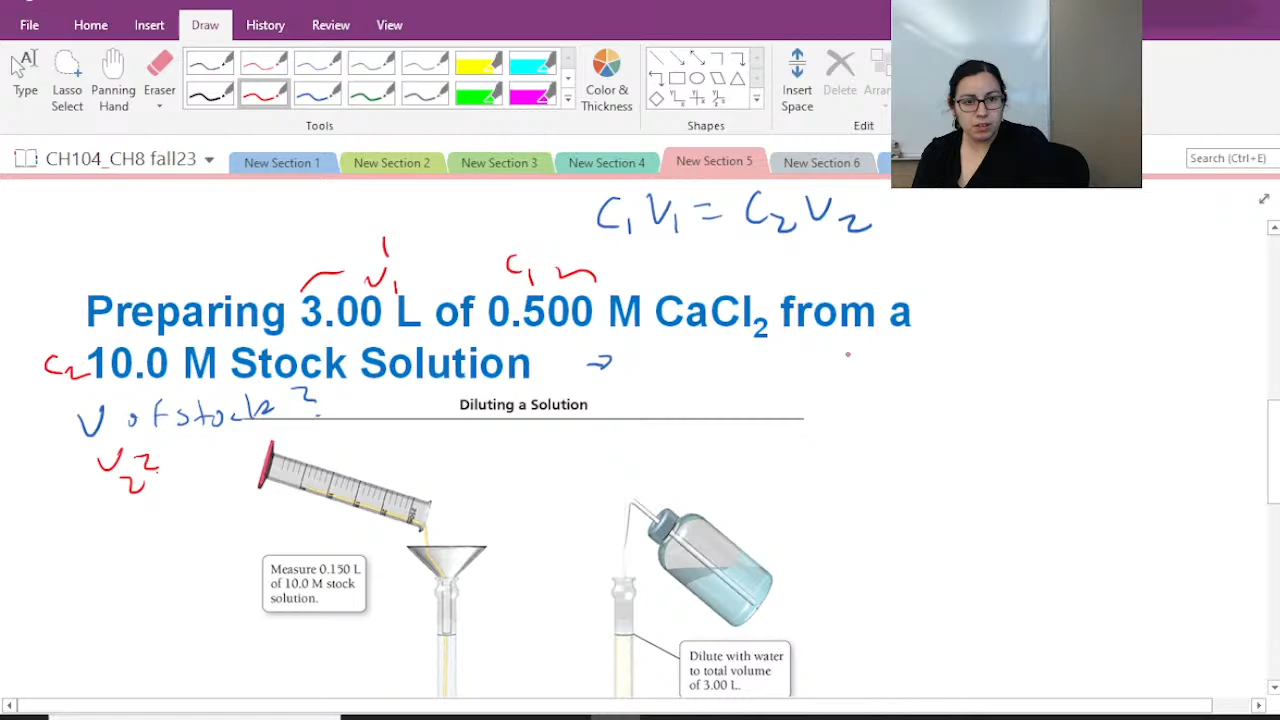 File Home Insert Draw History Review View
Type Lasso Select Panning Hand Eraser Color & Thickness Insert Space Delete Arran
Tools Shapes Edit
CH104_CH8 fall23 New Section 1 New Section 2 New Section 3 New Section 4 New Section 5 New Section 6 Search (Ctrl+E)
C₁V₁ = C₂V₂
V₁ C₁
Preparing 3.00 L of 0.500 M CaCl₂ from a
C₂ 10.0 M Stock Solution ⇒
V of stock ?
Diluting a Solution
V₂ ?
Measure 0.150 L
of 10.0 M stock
solution.
Dilute with water
to total volume
of 3.00 L.